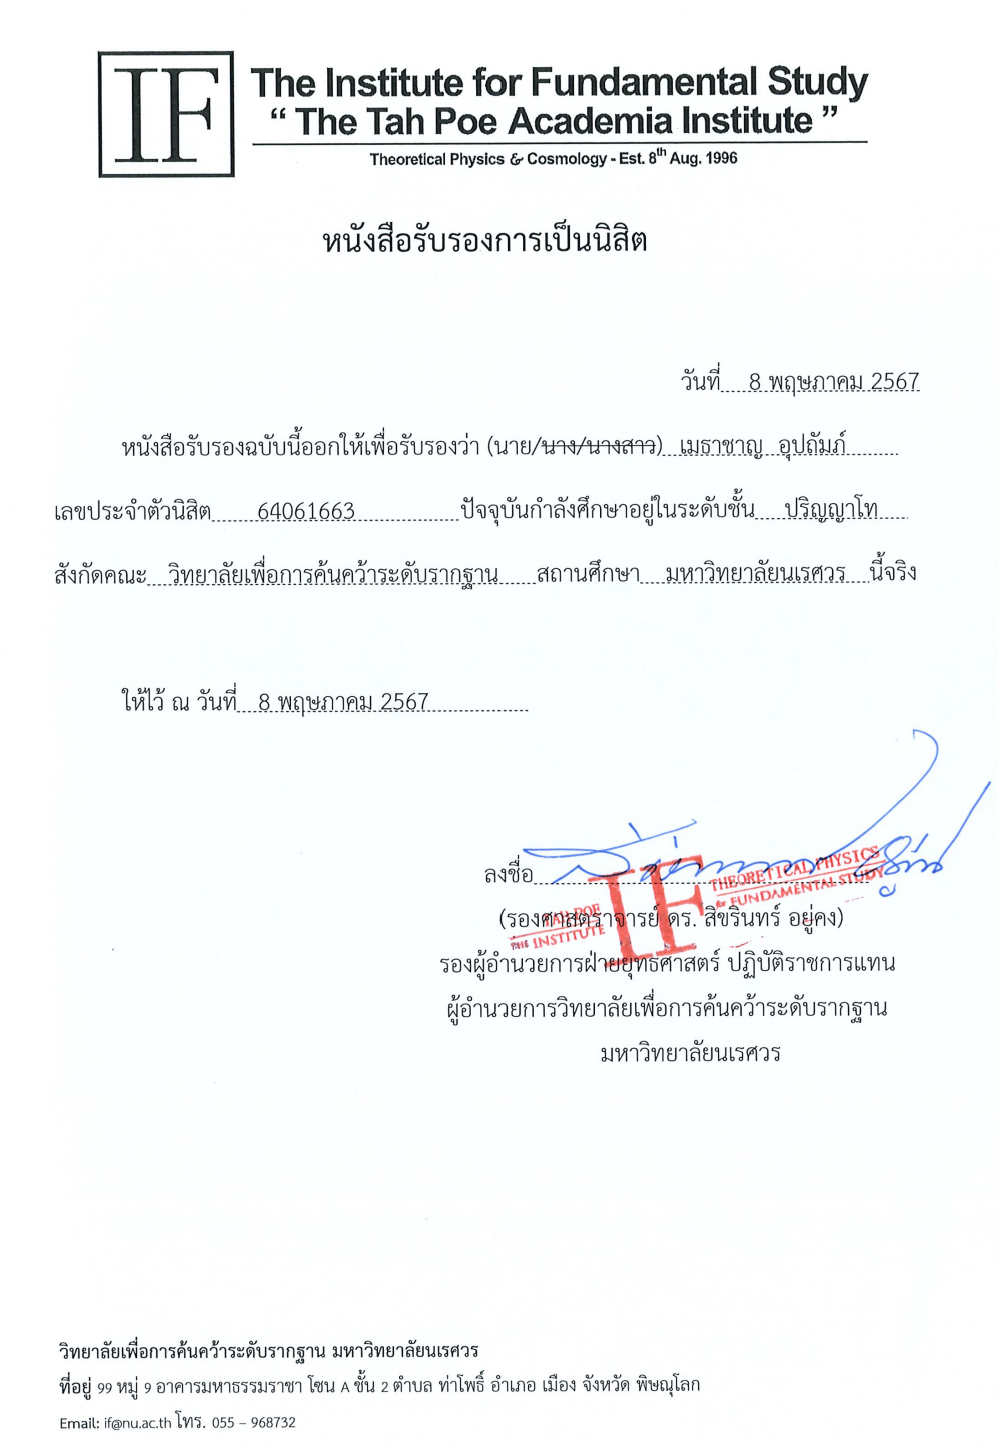 IF
The Institute for Fundamental Study
“ The Tah Poe Academia Institute ”
Theoretical Physics & Cosmology - Est. 8th Aug. 1996
หนังสือรับรองการเป็นนิสิต
วันที่ 8 พฤษภาคม 2567
หนังสือรับรองฉบับนี้ออกให้เพื่อรับรองว่า (นาย/นาง/นางสาว) เมธาชาญ อุปถัมภ์
เลขประจำตัวนิสิต 64061663 ปัจจุบันกำลังศึกษาอยู่ในระดับชั้น ปริญญาโท
สังกัดคณะ วิทยาลัยเพื่อการค้นคว้าระดับรากฐาน สถานศึกษา มหาวิทยาลัยนเรศวร นี้จริง
ให้ไว้ ณ วันที่ 8 พฤษภาคม 2567
ลงชื่อ
IF
THEORETICAL PHYSICS
for FUNDAMENTAL STUDY
TAH POE
THE INSTITUTE
(รองศาสตราจารย์ ดร. สิขรินทร์ อยู่คง)
รองผู้อำนวยการฝ่ายยุทธศาสตร์ ปฏิบัติราชการแทน
ผู้อำนวยการวิทยาลัยเพื่อการค้นคว้าระดับรากฐาน
มหาวิทยาลัยนเรศวร
วิทยาลัยเพื่อการค้นคว้าระดับรากฐาน มหาวิทยาลัยนเรศวร
ที่อยู่ 99 หมู่ 9 อาคารมหาธรรมราชา โซน A ชั้น 2 ตำบล ท่าโพธิ์ อำเภอ เมือง จังหวัด พิษณุโลก
Email: if@nu.ac.th โทร. 055 – 968732